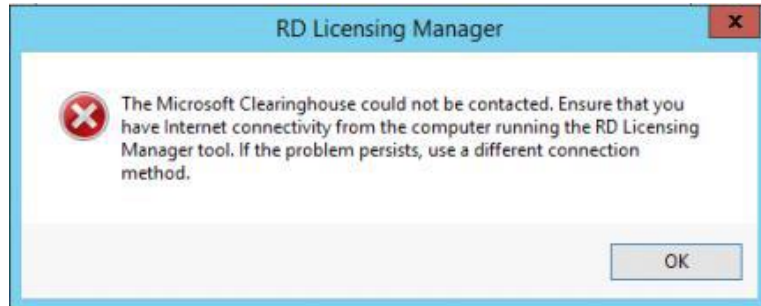 RD Licensing Manager
x
The Microsoft Clearinghouse could not be contacted. Ensure that you
have Internet connectivity from the computer running the RD Licensing
Manager tool. If the problem persists, use a different connection
method.
OK